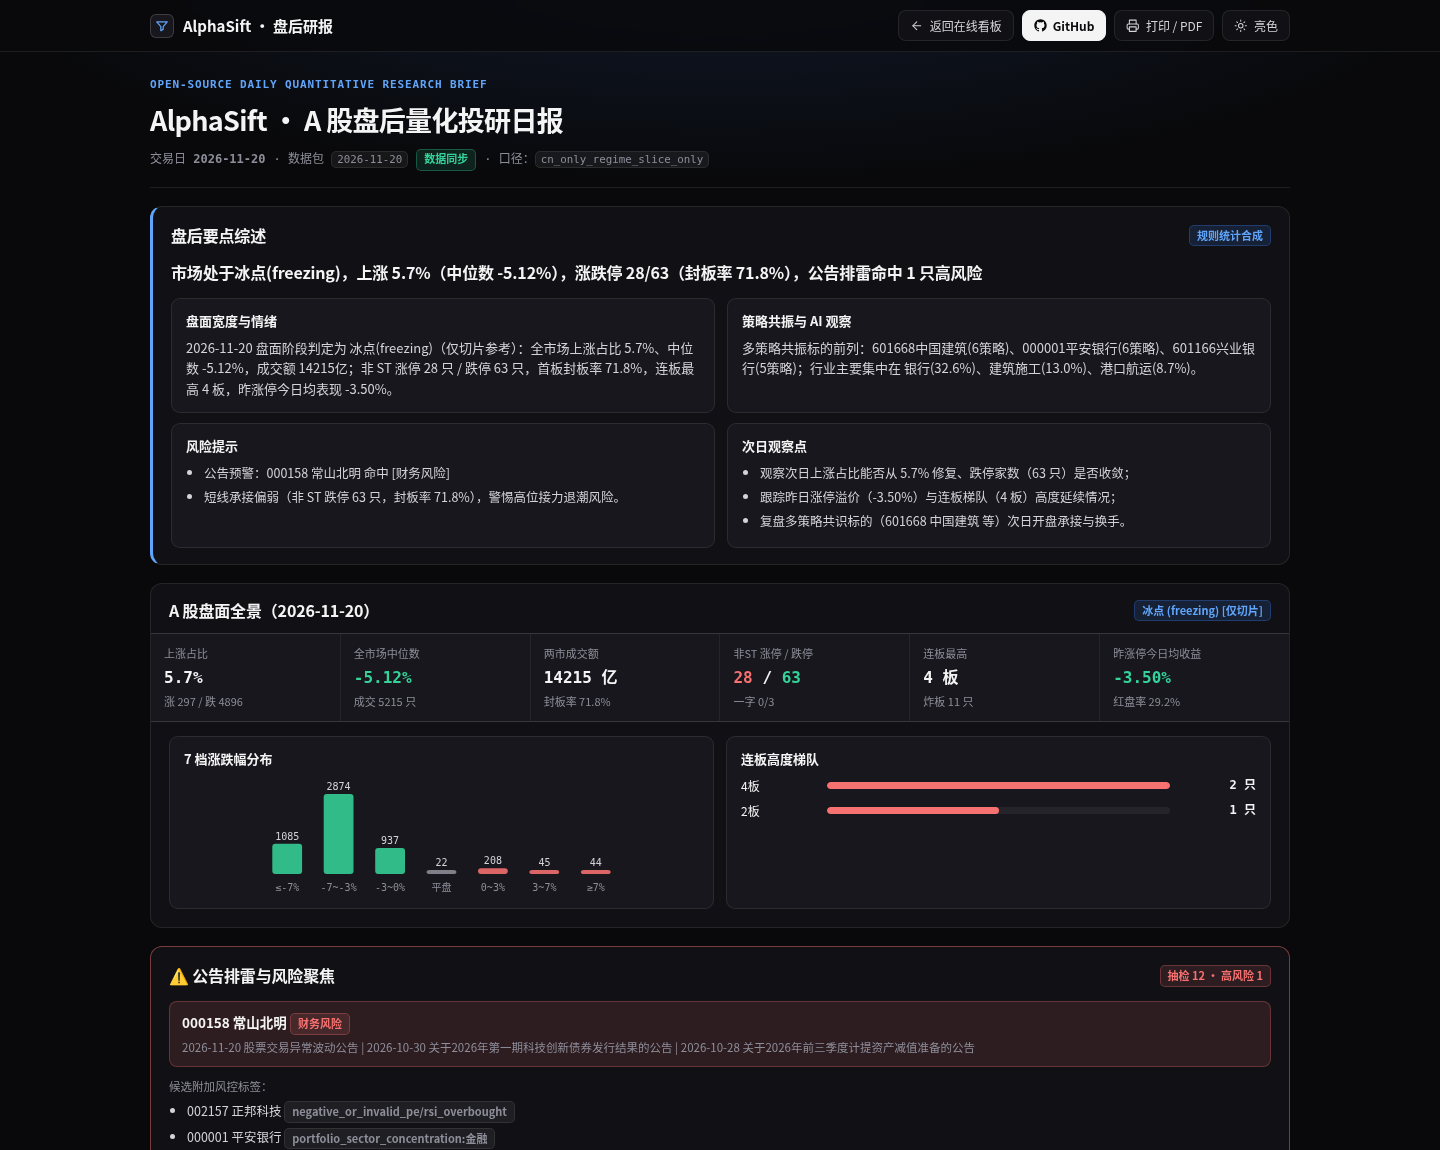 AlphaSift · 盘后研报
返回在线看板
GitHub
打印 / PDF
亮色
OPEN-SOURCE DAILY QUANTITATIVE RESEARCH BRIEF
AlphaSift · A 股盘后量化投研日报
交易日 2026-11-20 · 数据包 2026-11-20 数据同步 · 口径：cn_only_regime_slice_only
盘后要点综述
规则统计合成
市场处于冰点(freezing)，上涨 5.7%（中位数 -5.12%），涨跌停 28/63（封板率 71.8%），公告排雷命中 1 只高风险
盘面宽度与情绪
2026-11-20 盘面阶段判定为 冰点(freezing)（仅切片参考）：全市场上涨占比 5.7%、中位
数 -5.12%，成交额 14215亿；非 ST 涨停 28 只 / 跌停 63 只，首板封板率 71.8%，连板最
高 4 板，昨涨停今日均表现 -3.50%。
策略共振与 AI 观察
多策略共振标的前列：601668中国建筑(6策略)、000001平安银行(6策略)、601166兴业银
行(5策略)；行业主要集中在 银行(32.6%)、建筑施工(13.0%)、港口航运(8.7%)。
风险提示
公告预警：000158 常山北明 命中 [财务风险]
短线承接偏弱（非 ST 跌停 63 只，封板率 71.8%），警惕高位接力退潮风险。
次日观察点
观察次日上涨占比能否从 5.7% 修复、跌停家数（63 只）是否收敛；
跟踪昨日涨停溢价（-3.50%）与连板梯队（4 板）高度延续情况；
复盘多策略共识标的（601668 中国建筑 等）次日开盘承接与换手。
A 股盘面全景（2026-11-20）
冰点 (freezing) [仅切片]
上涨占比
5.7%
涨 297 / 跌 4896
全市场中位数
-5.12%
成交 5215 只
两市成交额
14215 亿
封板率 71.8%
非ST 涨停 / 跌停
28 / 63
一字 0/3
连板最高
4 板
炸板 11 只
昨涨停今日均收益
-3.50%
红盘率 29.2%
7 档涨跌幅分布
1085
2874
937
22
208
45
44
≤-7%
-7~-3%
-3~0%
平盘
0~3%
3~7%
≥7%
连板高度梯队
4板
2 只
2板
1 只
⚠️ 公告排雷与风险聚焦
抽检 12 · 高风险 1
000158 常山北明 财务风险
2026-11-20 股票交易异常波动公告 | 2026-10-30 关于2026年第一期科技创新债券发行结果的公告 | 2026-10-28 关于2026年前三季度计提资产减值准备的公告
候选附加风控标签：
002157 正邦科技 negative_or_invalid_pe/rsi_overbought
000001 平安银行 portfolio_sector_concentration:金融